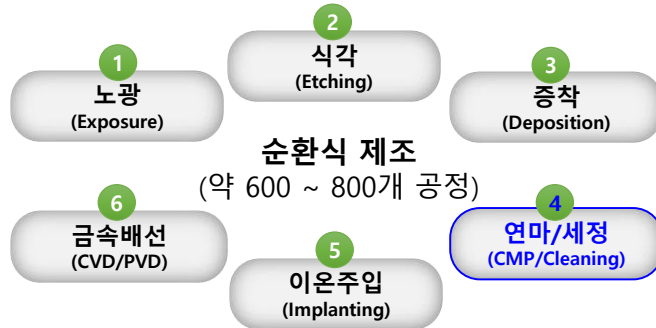 1
노광
(Exposure)
2
식각
(Etching)
3
증착
(Deposition)
순환식 제조
(약 600 ~ 800개 공정)
4
연마/세정
(CMP/Cleaning)
5
이온주입
(Implanting)
6
금속배선
(CVD/PVD)